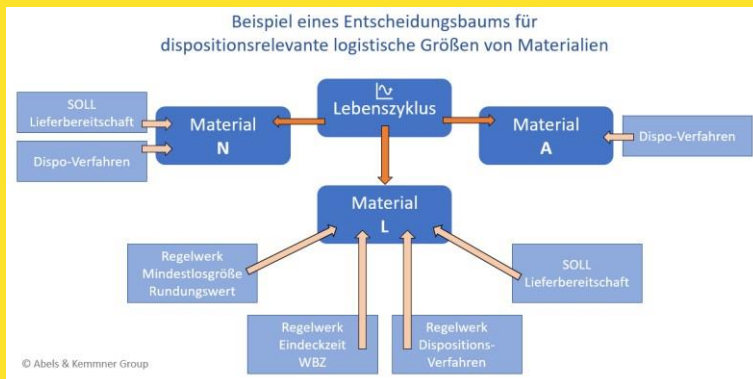 Beispiel eines Entscheidungsbaums für
dispositionsrelevante logistische Größen von Materialien
SOLL
Lieferbereitschaft
Dispo-Verfahren
Material
N
Lebenszyklus
Material
A
Dispo-Verfahren
Material
L
Regelwerk
Mindestlosgröße
Rundungswert
SOLL
Lieferbereitschaft
Regelwerk
Eindeckzeit
WBZ
Regelwerk
Dispositions-
Verfahren
© Abels & Kemmner Group